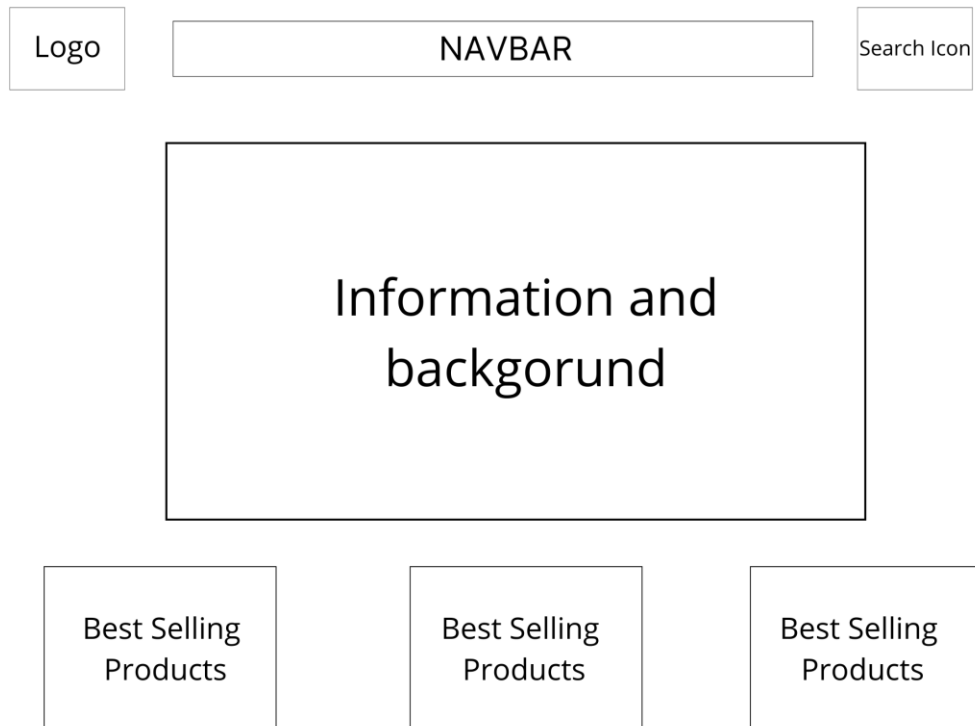 Logo
NAVBAR
Search Icon
Information and
backgorund
Best Selling
Products
Best Selling
Products
Best Selling
Products